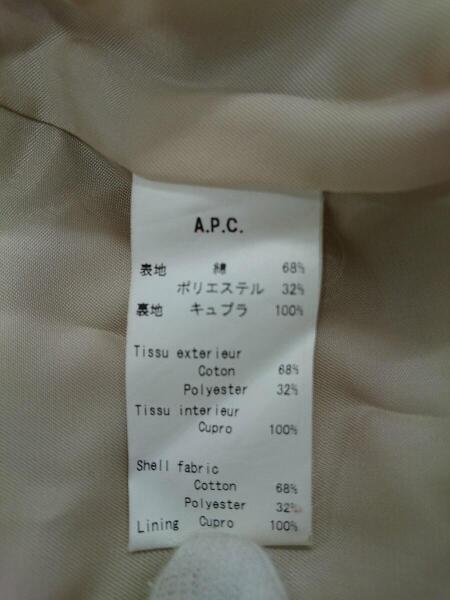 A.P.C.
表地 綿 68%
ポリエステル 32%
裏地 キュプラ 100%
Tissu exterieur
Coton 68%
Polyester 32%
Tissu interieur
Cupro 100%
Shell fabric
Cotton 68%
Polyester 32%
Lining Cupro 100%